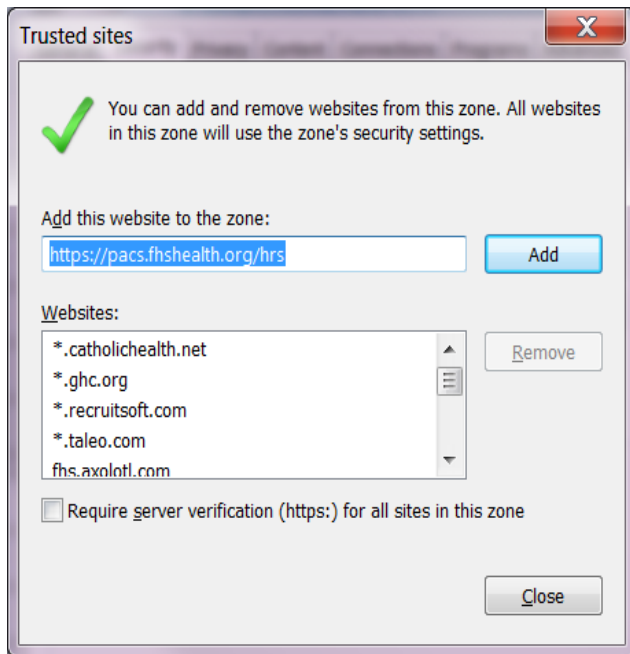 Trusted sites
You can add and remove websites from this zone. All websites
in this zone will use the zone's security settings.
Add this website to the zone:
https://pacs.fhshealth.org/hrs
Add
Websites:
*.catholichealth.net
*.ghc.org
*.recruitsoft.com
*.taleo.com
fhs.axolotl.com
Remove
Require server verification (https:) for all sites in this zone
Close